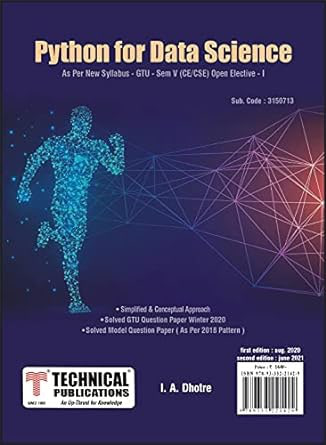 Python for Data Science
As Per New Syllabus - GTU - Sem V (CE/CSE) Open Elective - I
Sub. Code : 3150713
• Simplified & Conceptual Approach
• Solved GTU Question Paper Winter 2020
• Solved Model Question Paper ( As Per 2018 Pattern )
first edition : aug. 2020
second edition : june 2021
TECHNICAL
PUBLICATIONS
SINCE 1993
An Up-Thrust for Knowledge
I. A. Dhotre